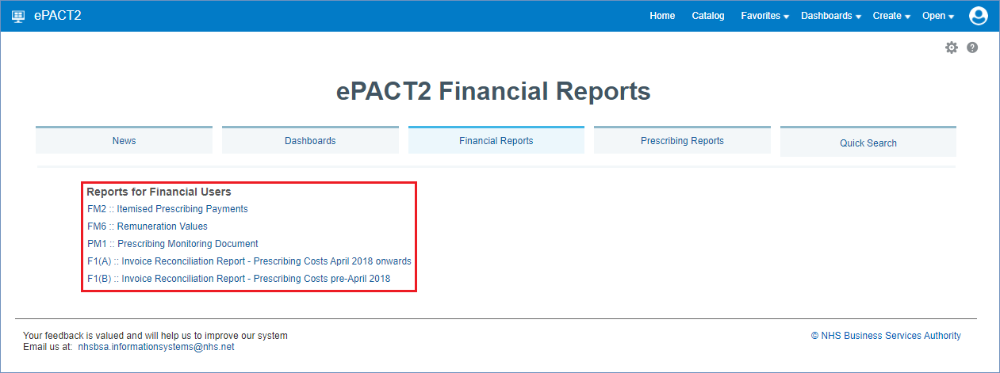 ePACT2
Home Catalog Favorites Dashboards Create Open
ePACT2 Financial Reports
News Dashboards Financial Reports Prescribing Reports Quick Search
Reports for Financial Users
FM2 :: Itemised Prescribing Payments
FM6 :: Remuneration Values
PM1 :: Prescribing Monitoring Document
F1(A) :: Invoice Reconciliation Report - Prescribing Costs April 2018 onwards
F1(B) :: Invoice Reconciliation Report - Prescribing Costs pre-April 2018
Your feedback is valued and will help us to improve our system
Email us at: nhsbsa.informationsystems@nhs.net
© NHS Business Services Authority